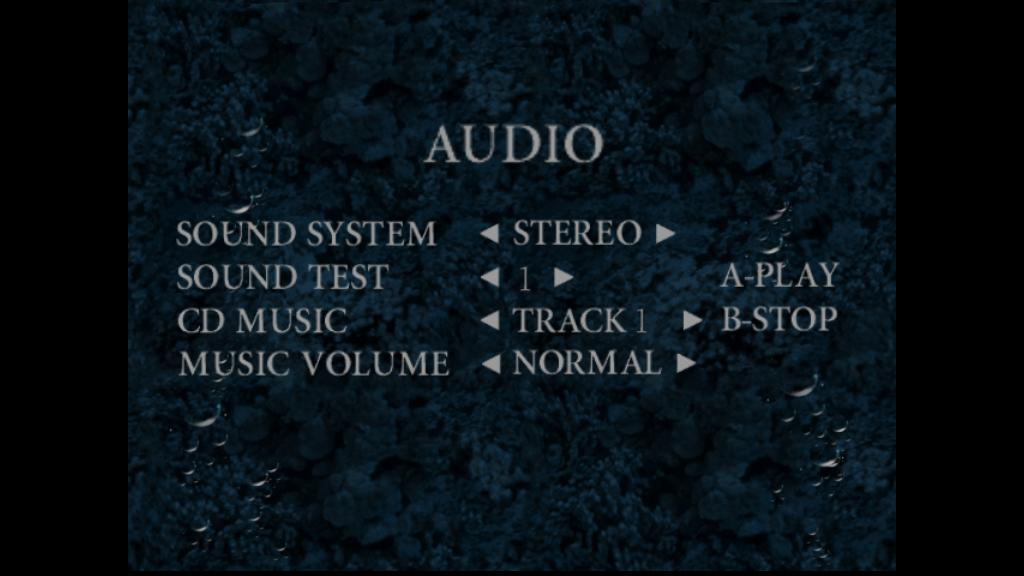 AUDIO
SOUND SYSTEM ◀ STEREO ▶
SOUND TEST ◀ 1 ▶ A-PLAY
CD MUSIC ◀ TRACK 1 ▶ B-STOP
MUSIC VOLUME ◀ NORMAL ▶